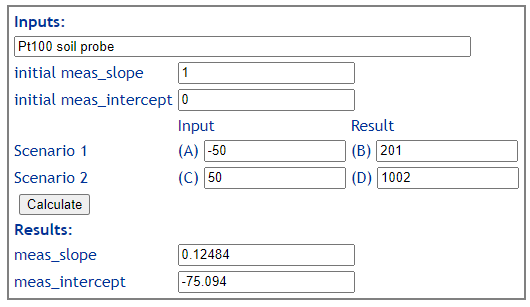 Inputs:
Pt100 soil probe
initial meas_slope 1
initial meas_intercept 0
Input Result
Scenario 1 (A) -50 (B) 201
Scenario 2 (C) 50 (D) 1002
Calculate
Results:
meas_slope 0.12484
meas_intercept -75.094